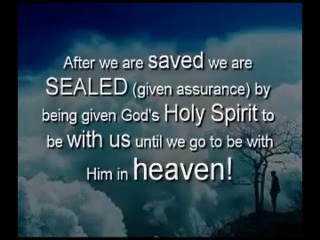 After we are saved we are
SEALED (given assurance) by
being given God's Holy Spirit to
be with us until we go to be with
Him in heaven!